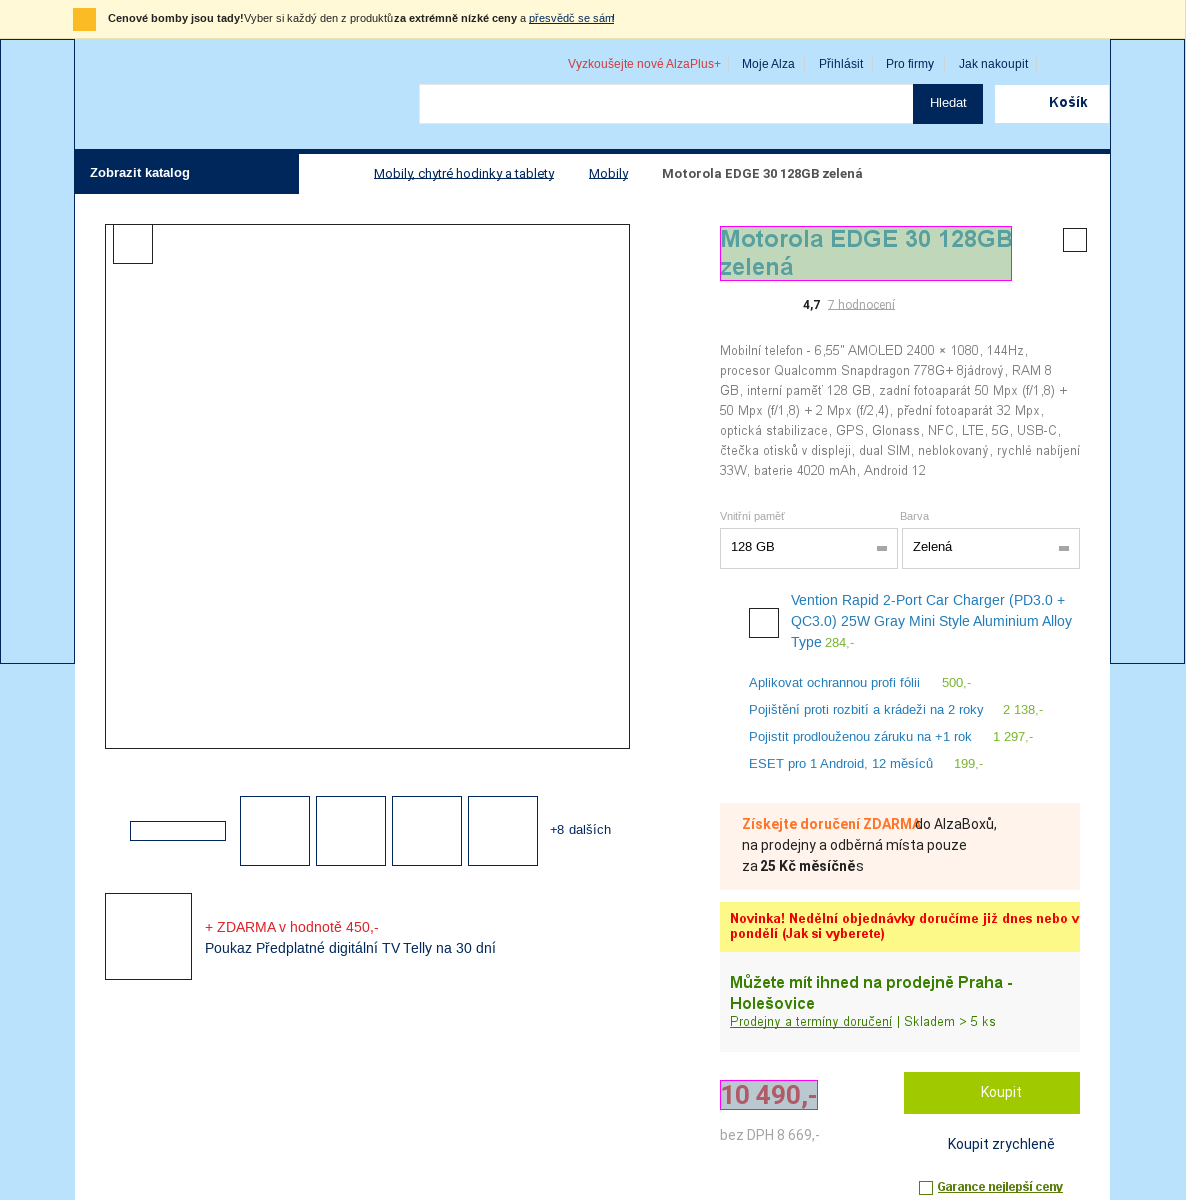 Cenové bomby jsou tady!Vyber si každý den z produktů za extrémně nízké ceny a přesvědč se sám!
Vyzkoušejte nové AlzaPlus+
Moje Alza
Přihlásit
Pro firmy
Jak nakoupit
Hledat
Košík
Zobrazit katalog
Mobily, chytré hodinky a tablety
Mobily
Motorola EDGE 30 128GB zelená
Motorola EDGE 30 128GB
zelená
4,7 7 hodnocení
Mobilní telefon - 6,55" AMOLED 2400 × 1080, 144Hz,
procesor Qualcomm Snapdragon 778G+ 8jádrový, RAM 8
GB, interní paměť 128 GB, zadní fotoaparát 50 Mpx (f/1,8) +
50 Mpx (f/1,8) + 2 Mpx (f/2,4), přední fotoaparát 32 Mpx,
optická stabilizace, GPS, Glonass, NFC, LTE, 5G, USB-C,
čtečka otisků v displeji, dual SIM, neblokovaný, rychlé nabíjení
33W, baterie 4020 mAh, Android 12
Vnitřní paměť
Barva
128 GB
Zelená
Vention Rapid 2-Port Car Charger (PD3.0 +
QC3.0) 25W Gray Mini Style Aluminium Alloy
Type 284,-
Aplikovat ochrannou profi fólii 500,-
Pojištění proti rozbití a krádeži na 2 roky 2 138,-
Pojistit prodlouženou záruku na +1 rok 1 297,-
ESET pro 1 Android, 12 měsíců 199,-
+8 dalších
+ ZDARMA v hodnotě 450,-
Poukaz Předplatné digitální TV Telly na 30 dní
Získejte doručení ZDARMA do AlzaBoxů,
na prodejny a odběrná místa pouze
za 25 Kč měsíčně s
Novinka! Nedělní objednávky doručíme již dnes nebo v
pondělí (Jak si vyberete)
Můžete mít ihned na prodejně Praha -
Holešovice
Prodejny a termíny doručení | Skladem > 5 ks
10 490,-
bez DPH 8 669,-
Koupit
Koupit zrychleně
Garance nejlepší ceny